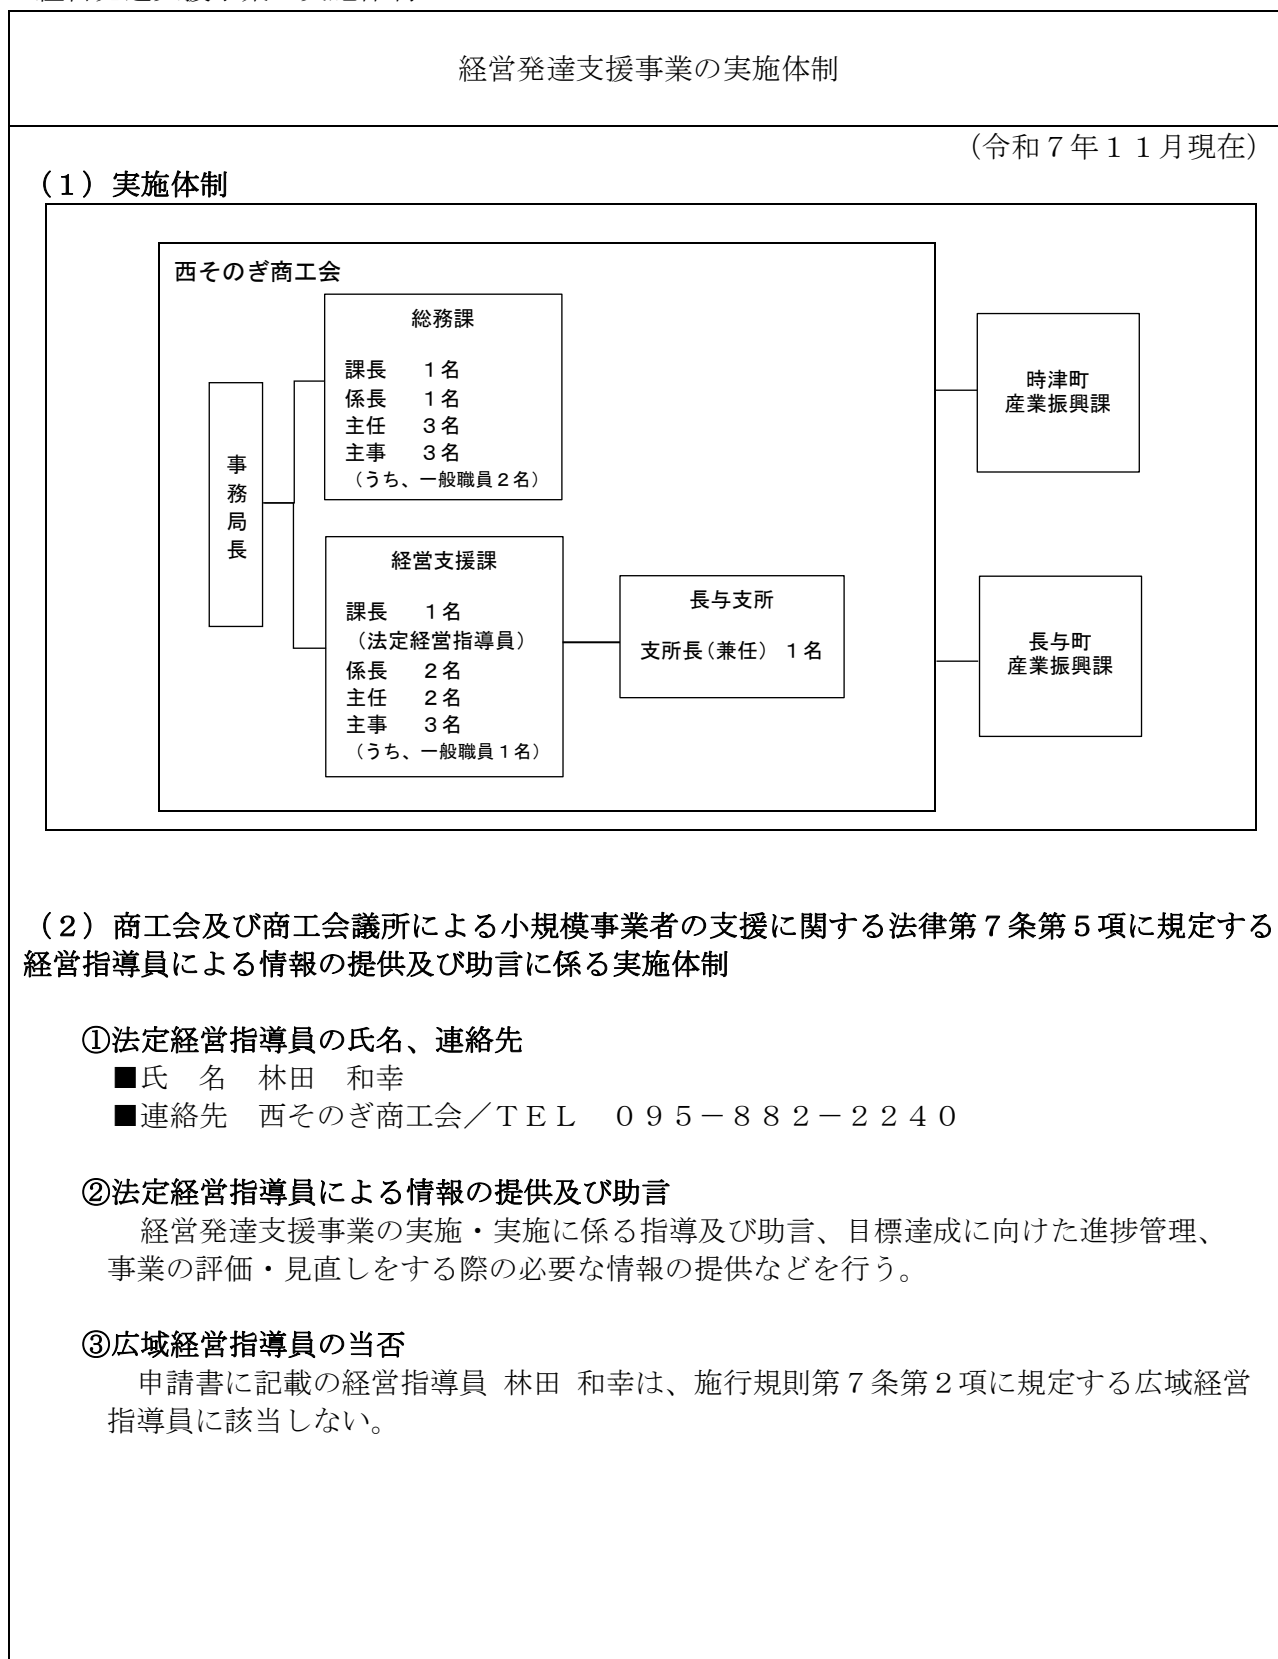 経営発達支援事業の実施体制
（令和７年１１月現在）
（１）実施体制
西そのぎ商工会
総務課
課長　１名
係長　１名
主任　３名
主事　３名
（うち、一般職員２名）
事務局長
経営支援課
課長　１名
（法定経営指導員）
係長　２名
主任　２名
主事　３名
（うち、一般職員１名）
長与支所
支所長（兼任）　１名
時津町
産業振興課
長与町
産業振興課
（２）商工会及び商工会議所による小規模事業者の支援に関する法律第７条第５項に規定する
経営指導員による情報の提供及び助言に係る実施体制
①法定経営指導員の氏名、連絡先
■氏　名　林田　和幸
■連絡先　西そのぎ商工会／ＴＥＬ　０９５－８８２－２２４０
②法定経営指導員による情報の提供及び助言
経営発達支援事業の実施・実施に係る指導及び助言、目標達成に向けた進捗管理、
事業の評価・見直しをする際の必要な情報の提供などを行う。
③広域経営指導員の当否
申請書に記載の経営指導員 林田 和幸は、施行規則第７条第２項に規定する広域経営
指導員に該当しない。